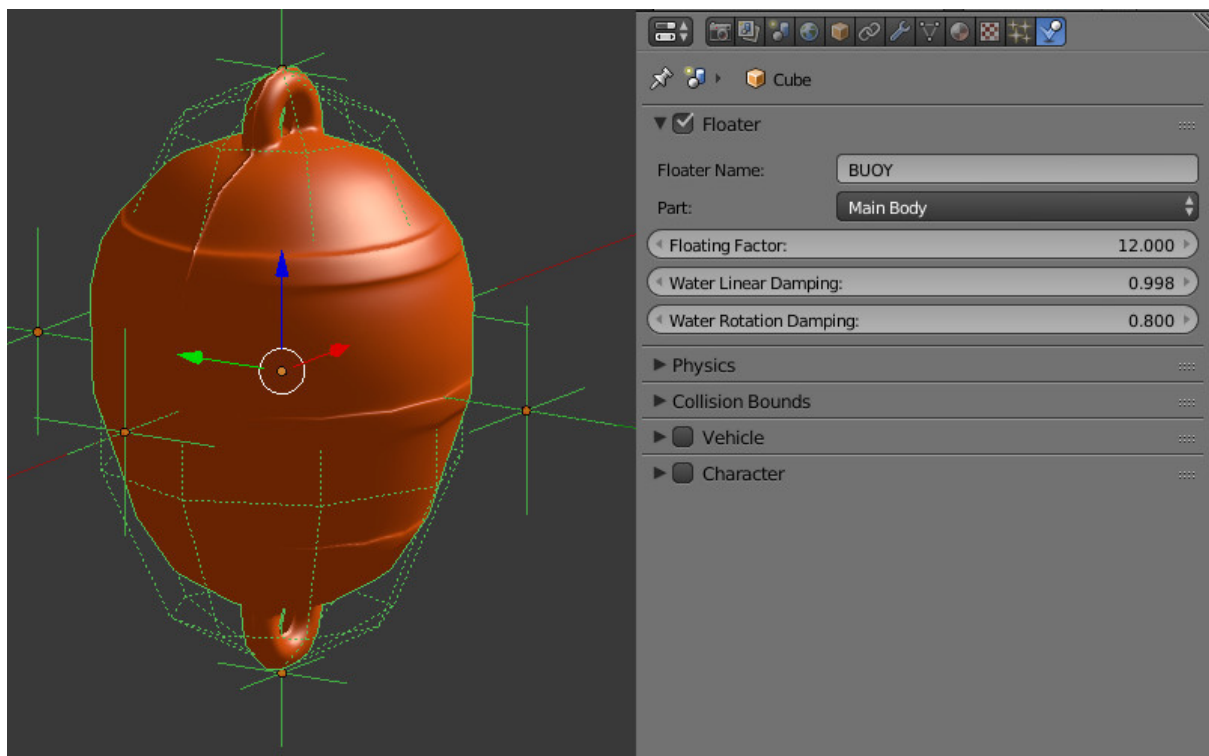 Cube
Floater
Floater Name: BUOY
Part: Main Body
Floating Factor: 12.000
Water Linear Damping: 0.998
Water Rotation Damping: 0.800
Physics
Collision Bounds
Vehicle
Character